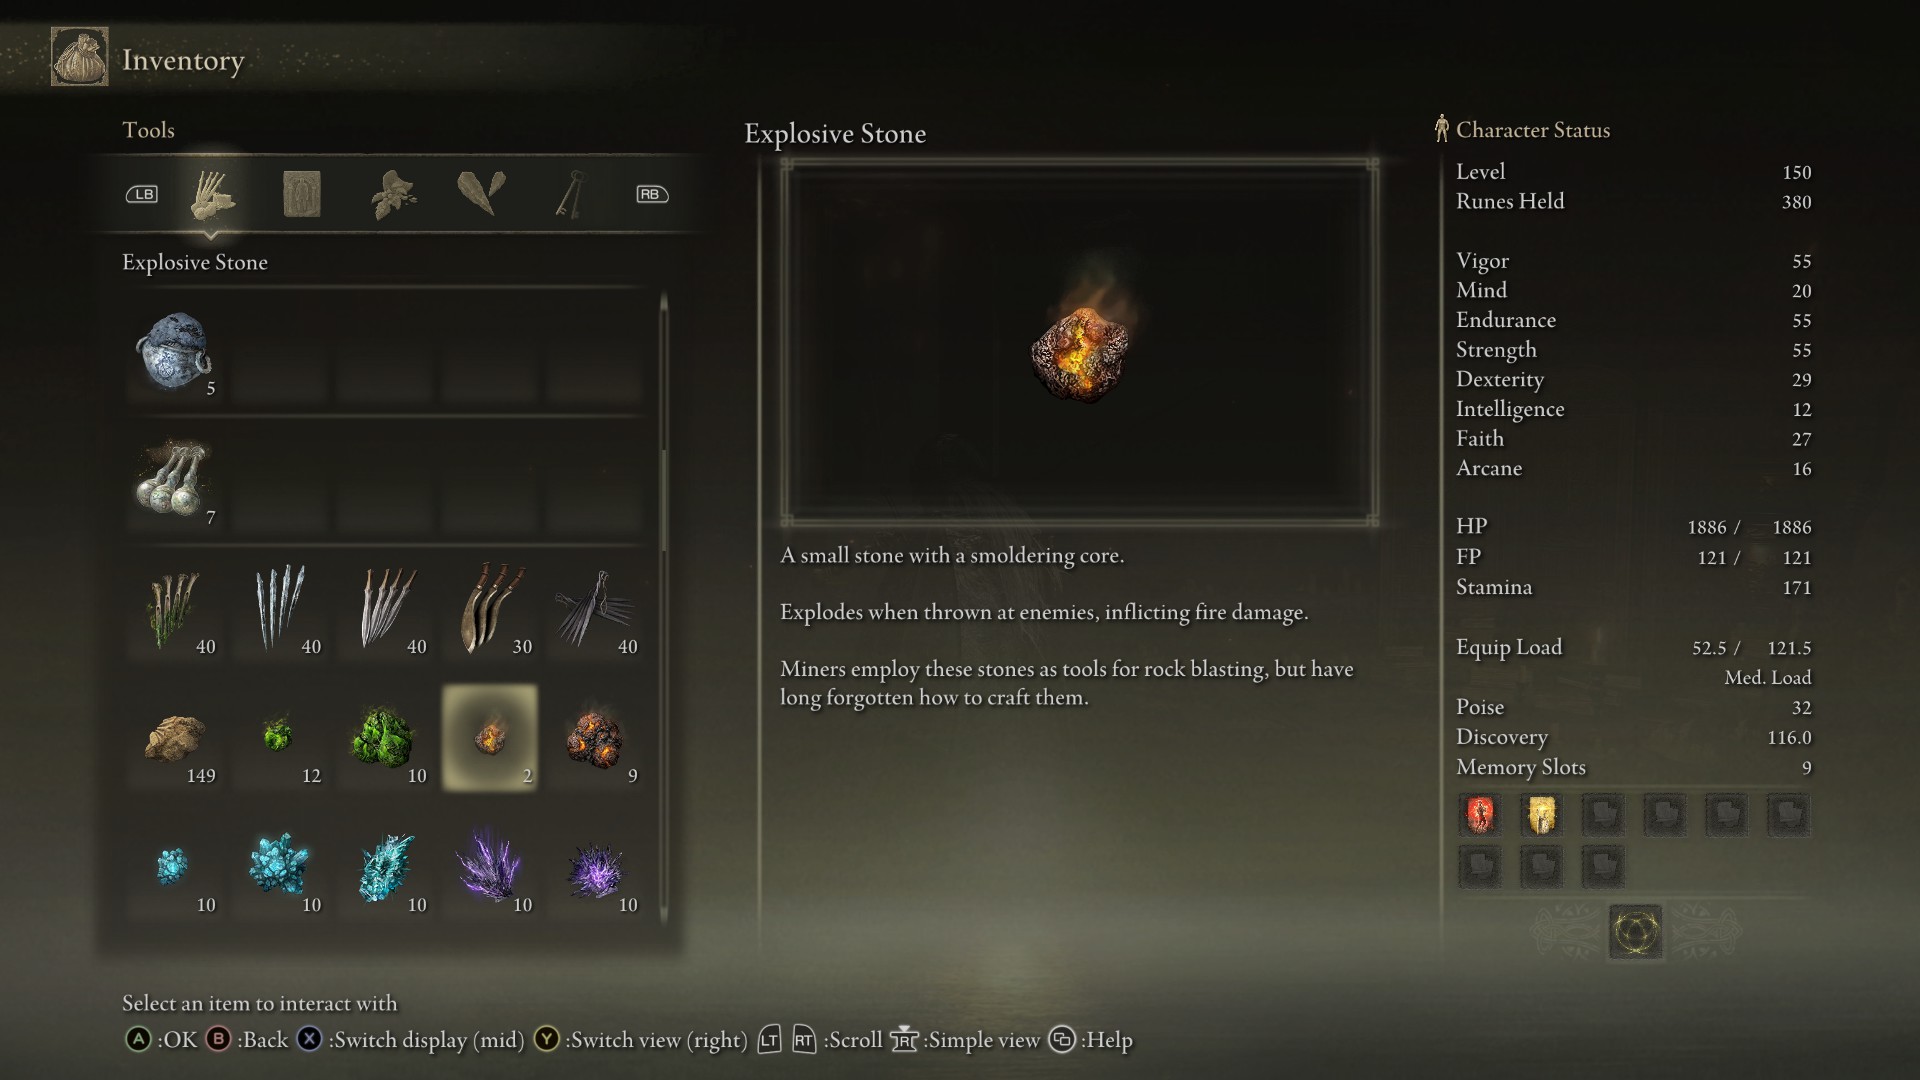 Inventory
Tools
LB
RB
Explosive Stone
5
7
40 40 40 30 40
149 12 10 2 9
10 10 10 10 10
Explosive Stone
A small stone with a smoldering core.
Explodes when thrown at enemies, inflicting fire damage.
Miners employ these stones as tools for rock blasting, but have
long forgotten how to craft them.
Character Status
Level 150
Runes Held 380
Vigor 55
Mind 20
Endurance 55
Strength 55
Dexterity 29
Intelligence 12
Faith 27
Arcane 16
HP 1886 / 1886
FP 121 / 121
Stamina 171
Equip Load 52.5 / 121.5
Med. Load
Poise 32
Discovery 116.0
Memory Slots 9
Select an item to interact with
A :OK B :Back X :Switch display (mid) Y :Switch view (right) LT RT :Scroll R :Simple view :Help